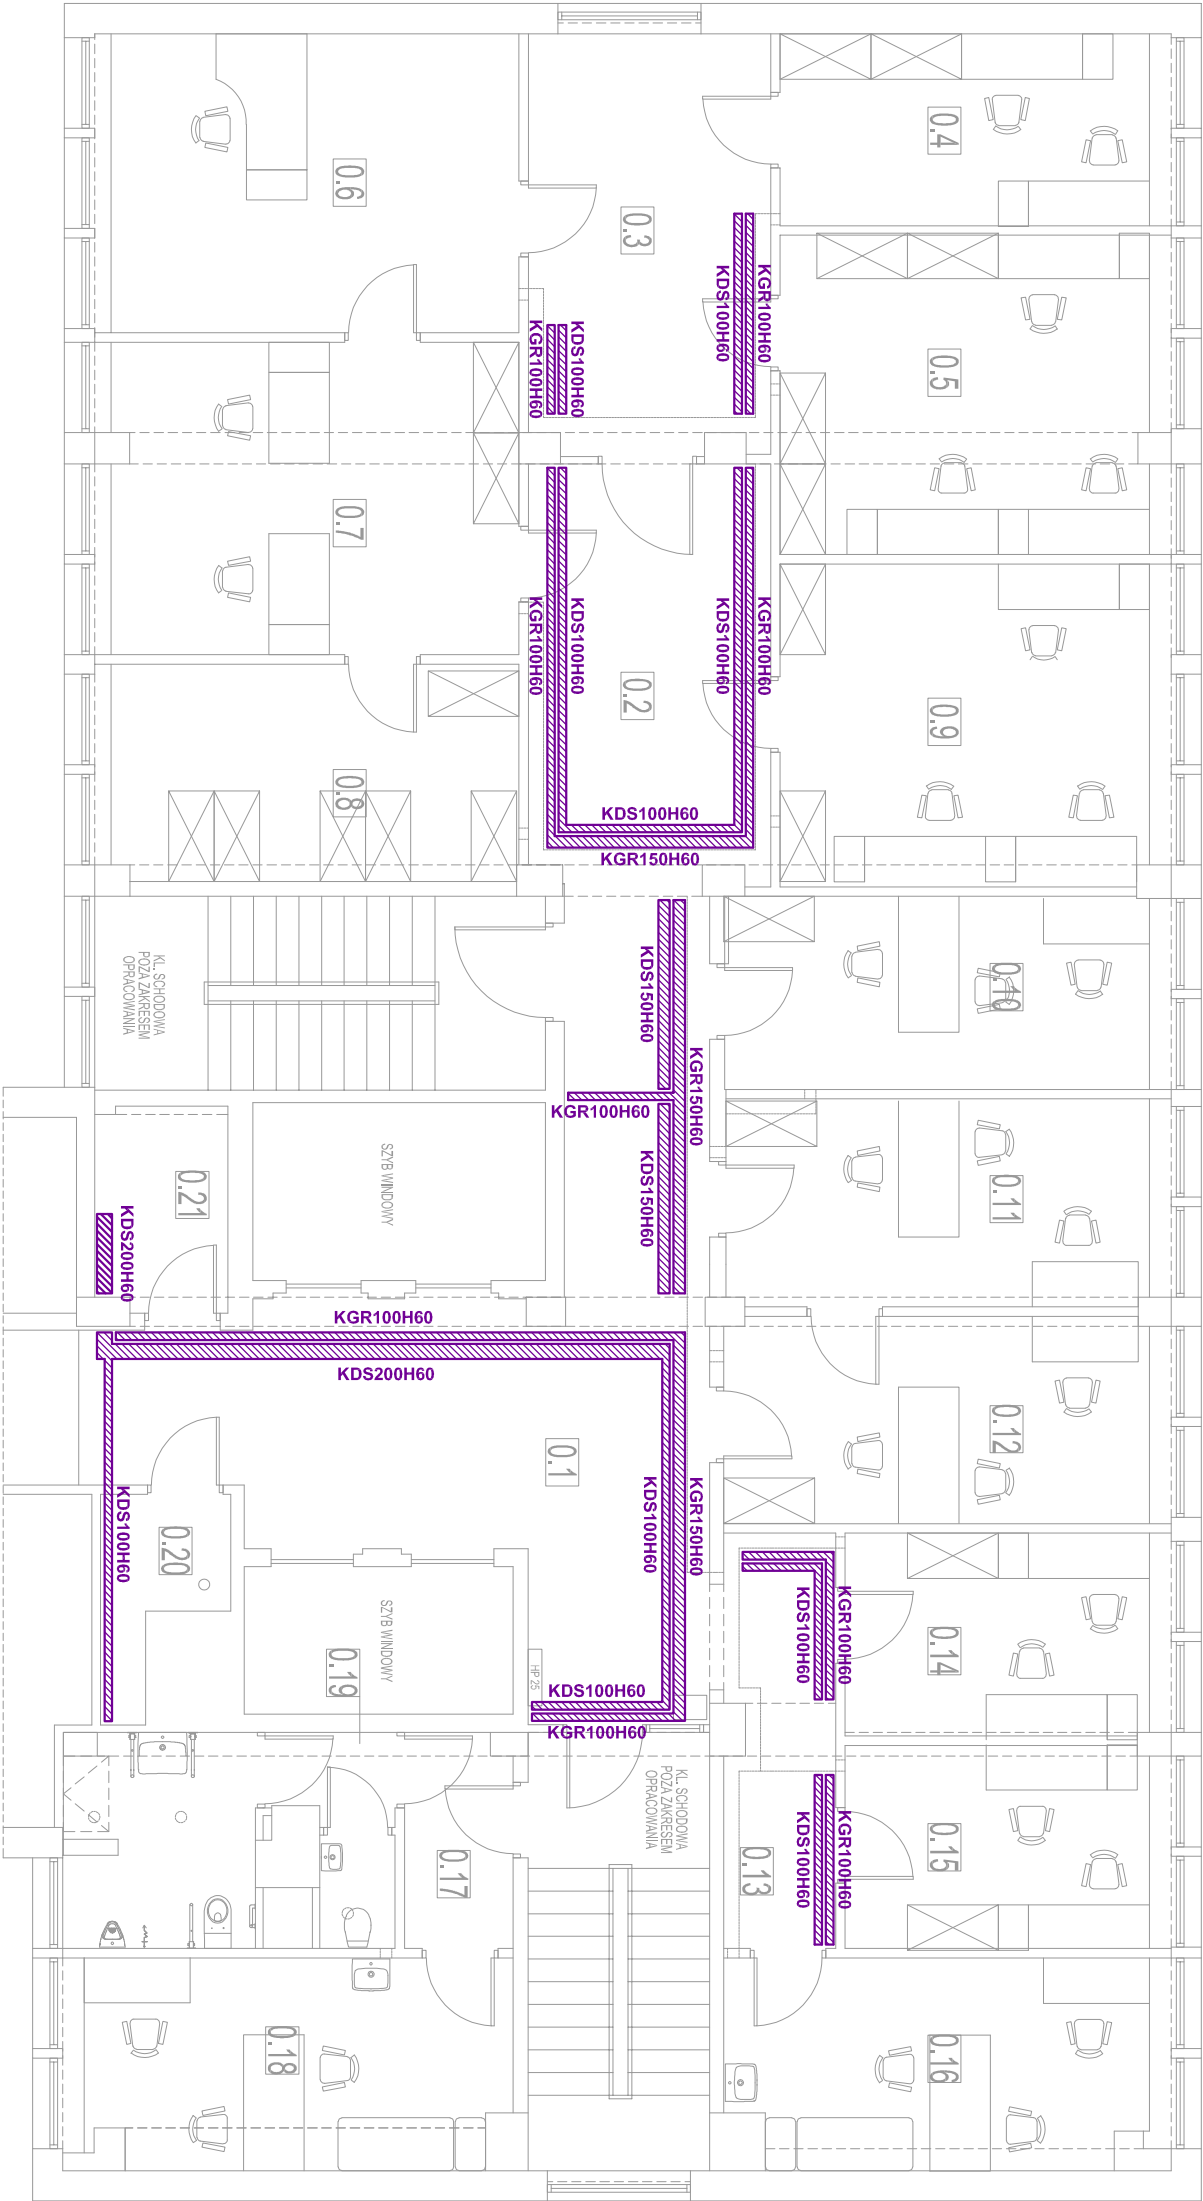 0.4
0.6
0.3
KDS100H60
KGR100H60
KGR100H60
KDS100H60
0.5
0.7
KGR100H60
KDS100H60
KDS100H60
KGR100H60
0.2
0.9
0.8
KDS100H60
KGR150H60
KL. SCHODOWA
POZA ZAKRESEM
OPRACOWANIA
KDS150H60
0.10
KGR150H60
KGR100H60
KDS150H60
SZYB WINDOWY
0.21
0.11
KDS200H60
KGR100H60
KDS200H60
0.12
0.1
KDS100H60
KGR150H60
KDS100H60
0.20
KGR100H60
KDS100H60
SZYB WINDOWY
0.19
HP 25
0.14
KDS100H60
KGR100H60
KL. SCHODOWA
POZA ZAKRESEM
OPRACOWANIA
KDS100H60
KGR100H60
0.15
0.17
0.13
0.18
0.16